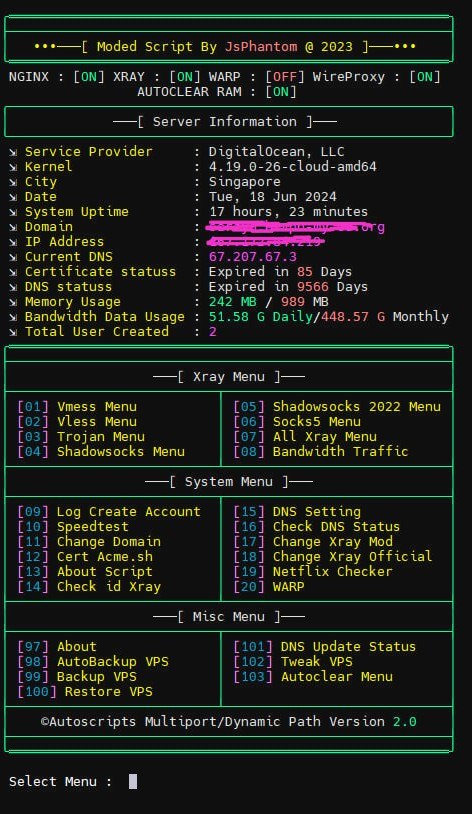 •••───[ Moded Script By JsPhantom @ 2023 ]───•••
NGINX : [ON] XRAY : [ON] WARP : [OFF] WireProxy : [ON]
AUTOCLEAR RAM : [ON]
───[ Server Information ]───
⇲ Service Provider : DigitalOcean, LLC
⇲ Kernel : 4.19.0-26-cloud-amd64
⇲ City : Singapore
⇲ Date : Tue, 18 Jun 2024
⇲ System Uptime : 17 hours, 23 minutes
⇲ Domain :
⇲ IP Address :
⇲ Current DNS : 67.207.67.3
⇲ Certificate statuss : Expired in 85 Days
⇲ DNS statuss : Expired in 9566 Days
⇲ Memory Usage : 242 MB / 989 MB
⇲ Bandwidth Data Usage : 51.58 G Daily/448.57 G Monthly
⇲ Total User Created : 2
───[ Xray Menu ]───
[01] Vmess Menu [05] Shadowsocks 2022 Menu
[02] Vless Menu [06] Socks5 Menu
[03] Trojan Menu [07] All Xray Menu
[04] Shadowsocks Menu [08] Bandwidth Traffic
───[ System Menu ]───
[09] Log Create Account [15] DNS Setting
[10] Speedtest [16] Check DNS Status
[11] Change Domain [17] Change Xray Mod
[12] Cert Acme.sh [18] Change Xray Official
[13] About Script [19] Netflix Checker
[14] Check id Xray [20] WARP
───[ Misc Menu ]───
[97] About [101] DNS Update Status
[98] AutoBackup VPS [102] Tweak VPS
[99] Backup VPS [103] Autoclear Menu
[100] Restore VPS
©Autoscripts Multiport/Dynamic Path Version 2.0
Select Menu :